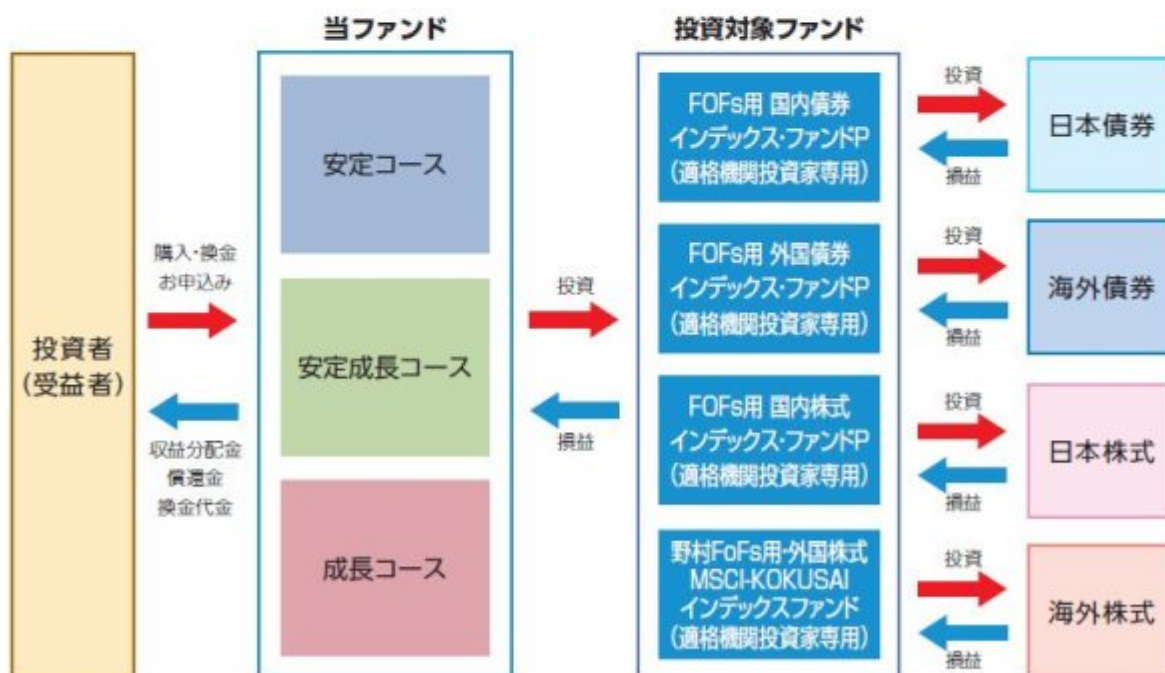 当ファンド
投資対象ファンド
投資者
(受益者)
購入・換金
お申込み
収益分配金
償還金
換金代金
安定コース
安定成長コース
成長コース
投資
損益
FOFs用 国内債券
インデックス・ファンドP
(適格機関投資家専用)
FOFs用 外国債券
インデックス・ファンドP
(適格機関投資家専用)
FOFs用 国内株式
インデックス・ファンドP
(適格機関投資家専用)
野村FoFs用・外国株式
MSCI-KOKUSAI
インデックスファンド
(適格機関投資家専用)
投資
損益
日本債券
投資
損益
海外債券
投資
損益
日本株式
投資
損益
海外株式